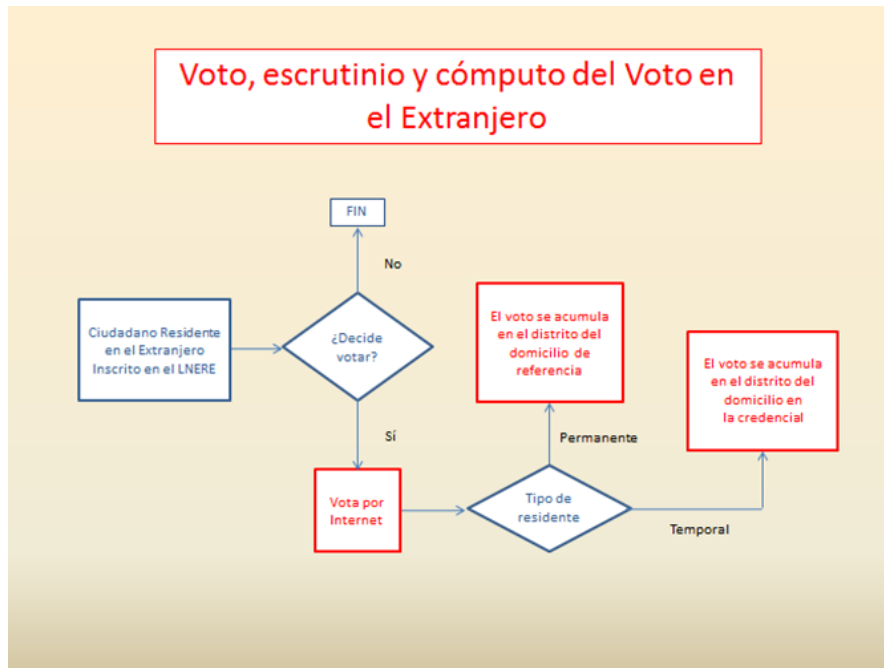 Voto, escrutinio y cómputo del Voto en
el Extranjero
FIN
No
Ciudadano Residente
en el Extranjero
Inscrito en el LNERE
¿Decide
votar?
El voto se acumula
en el distrito del
domicilio de
referencia
El voto se acumula
en el distrito del
domicilio en
la credencial
Sí
Permanente
Vota por
Internet
Tipo de
residente
Temporal